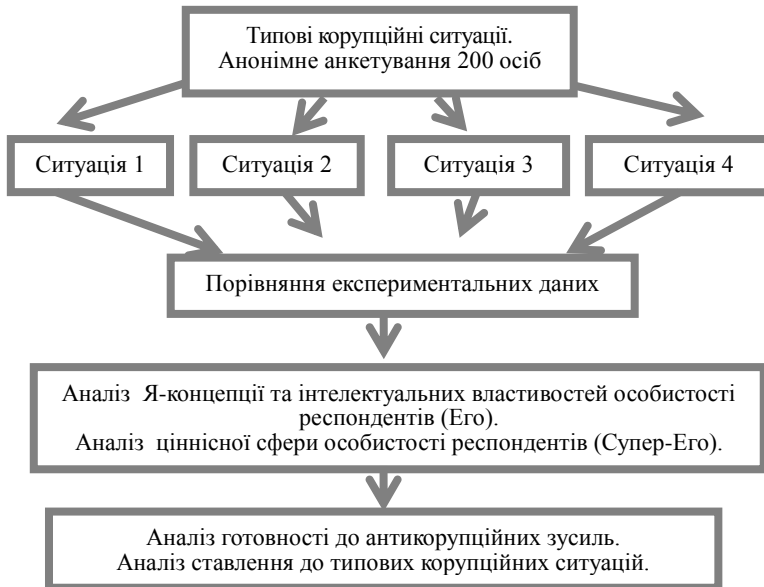 Типові корупційні ситуації.
Анонімне анкетування 200 осіб
Ситуація 1
Ситуація 2
Ситуація 3
Ситуація 4
Порівняння експериментальних даних
Аналіз Я-концепції та інтелектуальних властивостей особистості
респондентів (Его).
Аналіз ціннісної сфери особистості респондентів (Супер-Его).
Аналіз готовності до антикорупційних зусиль.
Аналіз ставлення до типових корупційних ситуацій.